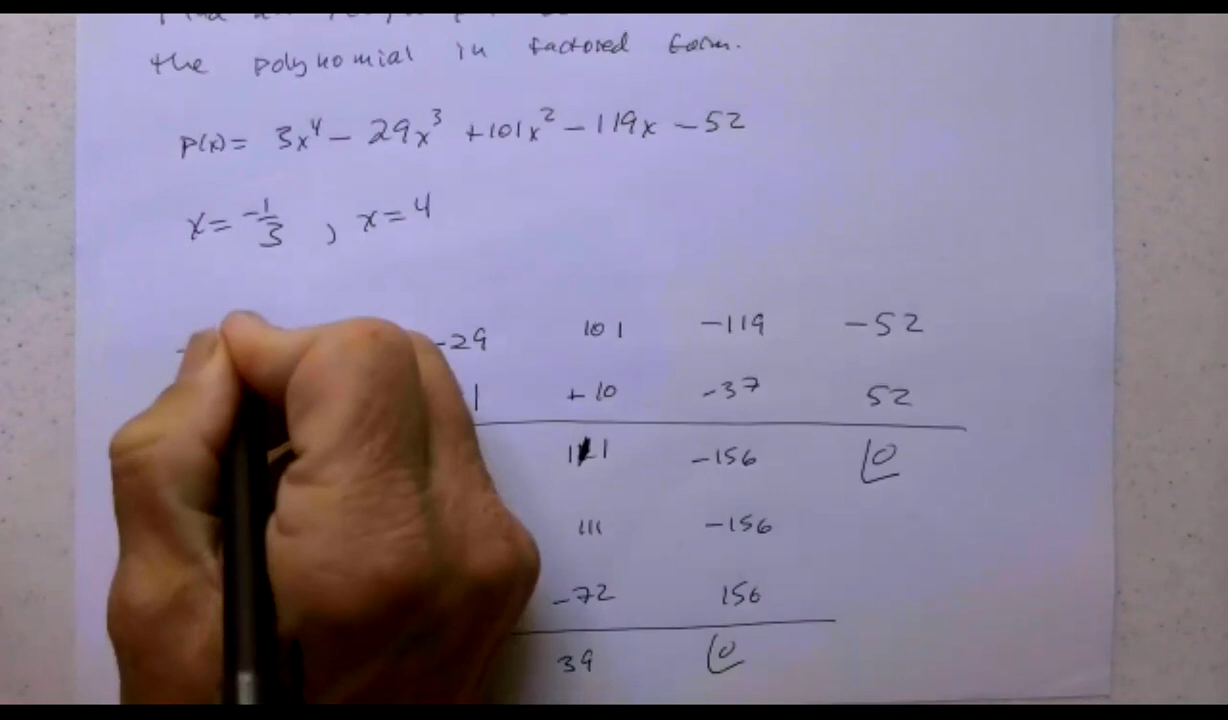 the polynomial in factored form.
p(x) = 3x⁴ - 29x³ + 101x² - 119x - 52
x = -1/3 , x = 4
-29 101 -119 -52
1 +10 -37 52
111 -156 0
111 -156
-72 156
39 0